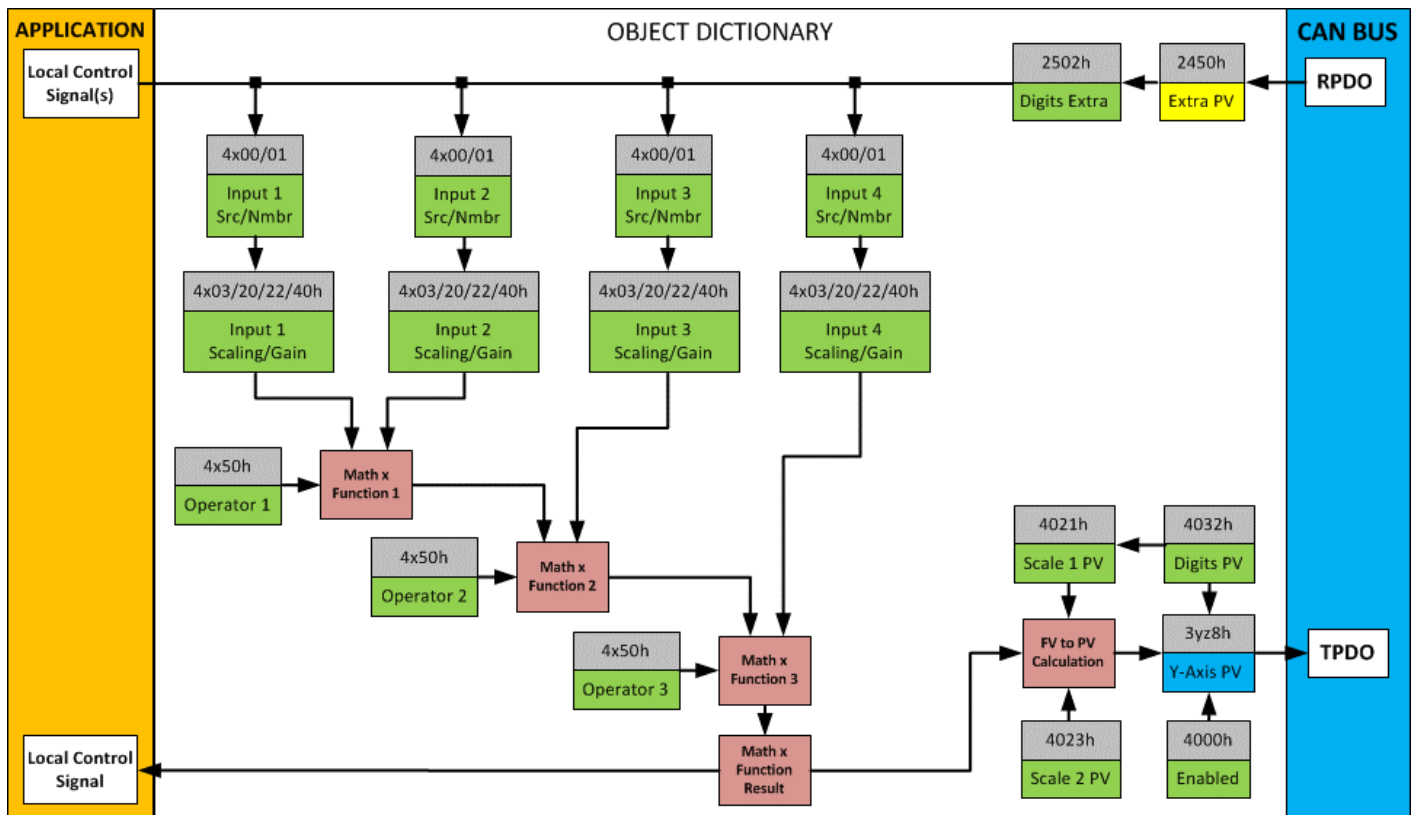 APPLICATION
OBJECT DICTIONARY
CAN BUS
Local Control
Signal(s)
2502h
Digits Extra
2450h
Extra PV
RPDO
4x00/01
Input 1
Src/Nmbr
4x00/01
Input 2
Src/Nmbr
4x00/01
Input 3
Src/Nmbr
4x00/01
Input 4
Src/Nmbr
4x03/20/22/40h
Input 1
Scaling/Gain
4x03/20/22/40h
Input 2
Scaling/Gain
4x03/20/22/40h
Input 3
Scaling/Gain
4x03/20/22/40h
Input 4
Scaling/Gain
4x50h
Operator 1
Math x
Function 1
4x50h
Operator 2
Math x
Function 2
4x50h
Operator 3
Math x
Function 3
4021h
Scale 1 PV
4032h
Digits PV
FV to PV
Calculation
3yz8h
Y-Axis PV
TPDO
4023h
Scale 2 PV
4000h
Enabled
Local Control
Signal
Math x
Function
Result